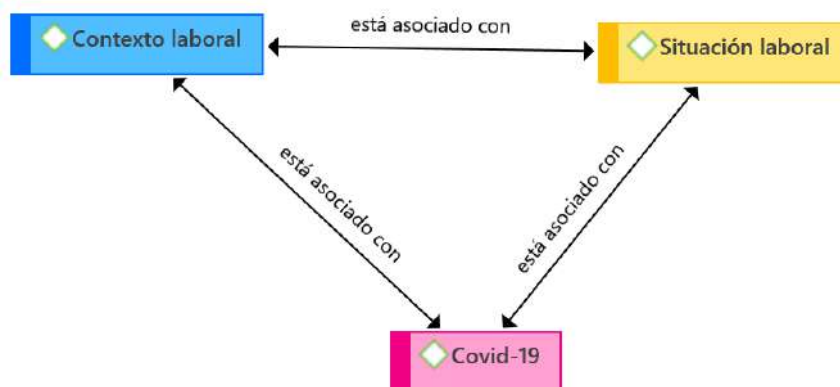 está asociado con
Contexto laboral
Situación laboral
está asociado con
está asociado con
Covid-19